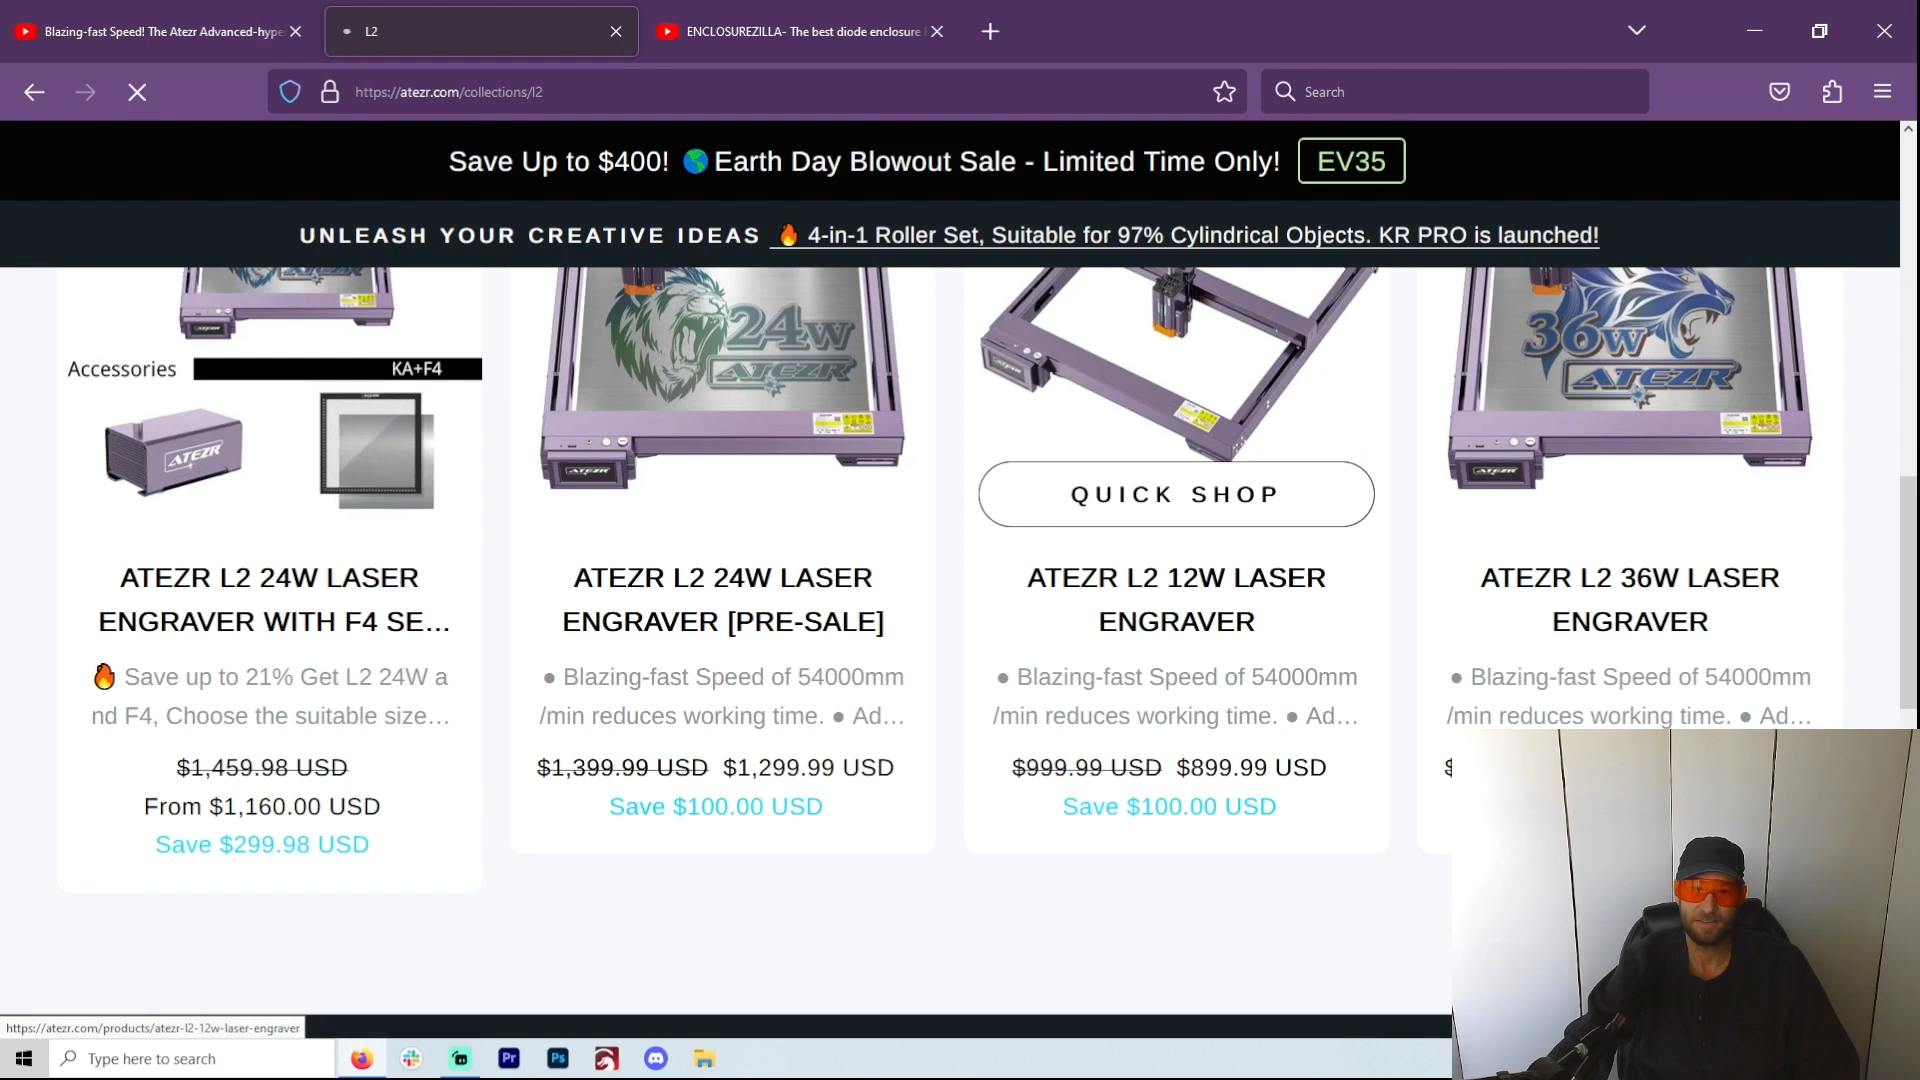 Blazing-fast Speed! The Atezr Advanced-hype
L2
ENCLOSUREZILLA- The best diode enclosure
https://atezr.com/collections/l2
Search
Save Up to $400! 🌎 Earth Day Blowout Sale - Limited Time Only! EV35
UNLEASH YOUR CREATIVE IDEAS 🔥 4-in-1 Roller Set, Suitable for 97% Cylindrical Objects. KR PRO is launched!
24w
ATEZR
36w
ATEZR
Accessories KA+F4
ATEZR
ATEZR
ATEZR
QUICK SHOP
ATEZR L2 24W LASER
ENGRAVER WITH F4 SE...
🔥 Save up to 21% Get L2 24W a
nd F4, Choose the suitable size...
$1,459.98 USD
From $1,160.00 USD
Save $299.98 USD
ATEZR L2 24W LASER
ENGRAVER [PRE-SALE]
● Blazing-fast Speed of 54000mm
/min reduces working time. ● Ad...
$1,399.99 USD $1,299.99 USD
Save $100.00 USD
ATEZR L2 12W LASER
ENGRAVER
● Blazing-fast Speed of 54000mm
/min reduces working time. ● Ad...
$999.99 USD $899.99 USD
Save $100.00 USD
ATEZR L2 36W LASER
ENGRAVER
● Blazing-fast Speed of 54000mm
/min reduces working time. ● Ad...
https://atezr.com/products/atezr-l2-12w-laser-engraver
Type here to search
Pr
Ps